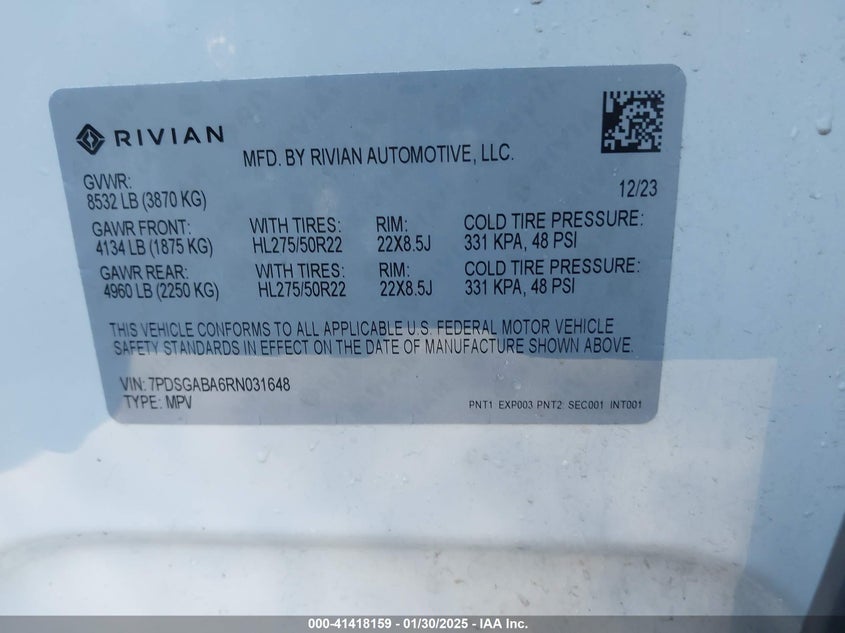 RIVIAN
MFD. BY RIVIAN AUTOMOTIVE, LLC.
GVWR:
8532 LB (3870 KG)
12/23
GAWR FRONT: WITH TIRES: RIM: COLD TIRE PRESSURE:
4134 LB (1875 KG) HL275/50R22 22X8.5J 331 KPA, 48 PSI
GAWR REAR: WITH TIRES: RIM: COLD TIRE PRESSURE:
4960 LB (2250 KG) HL275/50R22 22X8.5J 331 KPA, 48 PSI
THIS VEHICLE CONFORMS TO ALL APPLICABLE U.S. FEDERAL MOTOR VEHICLE
SAFETY STANDARDS IN EFFECT ON THE DATE OF MANUFACTURE SHOWN ABOVE.
VIN: 7PDSGABA6RN031648
TYPE: MPV
PNT1 EXP003 PNT2: SEC001 INT001
000-41418159 — 01/30/2025 - IAA Inc.